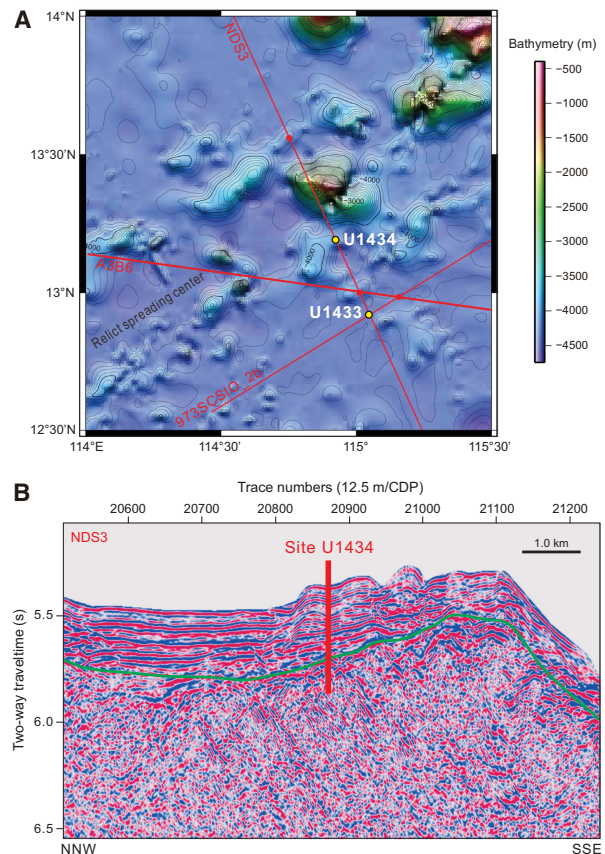 A
14°N
13°30'N
13°N
12°30'N
114°E
114°30'
115°
115°30'
NDS3
U1434
U1433
A3B6
Relict spreading center
973SCSIO_2b
-4000
-3000
-4000
Bathymetry (m)
-500
-1000
-1500
-2000
-2500
-3000
-3500
-4000
-4500
B
Trace numbers (12.5 m/CDP)
20600 20700 20800 20900 21000 21100 21200
NDS3
Site U1434
1.0 km
Two-way traveltime (s)
5.5
6.0
6.5
NNW SSE